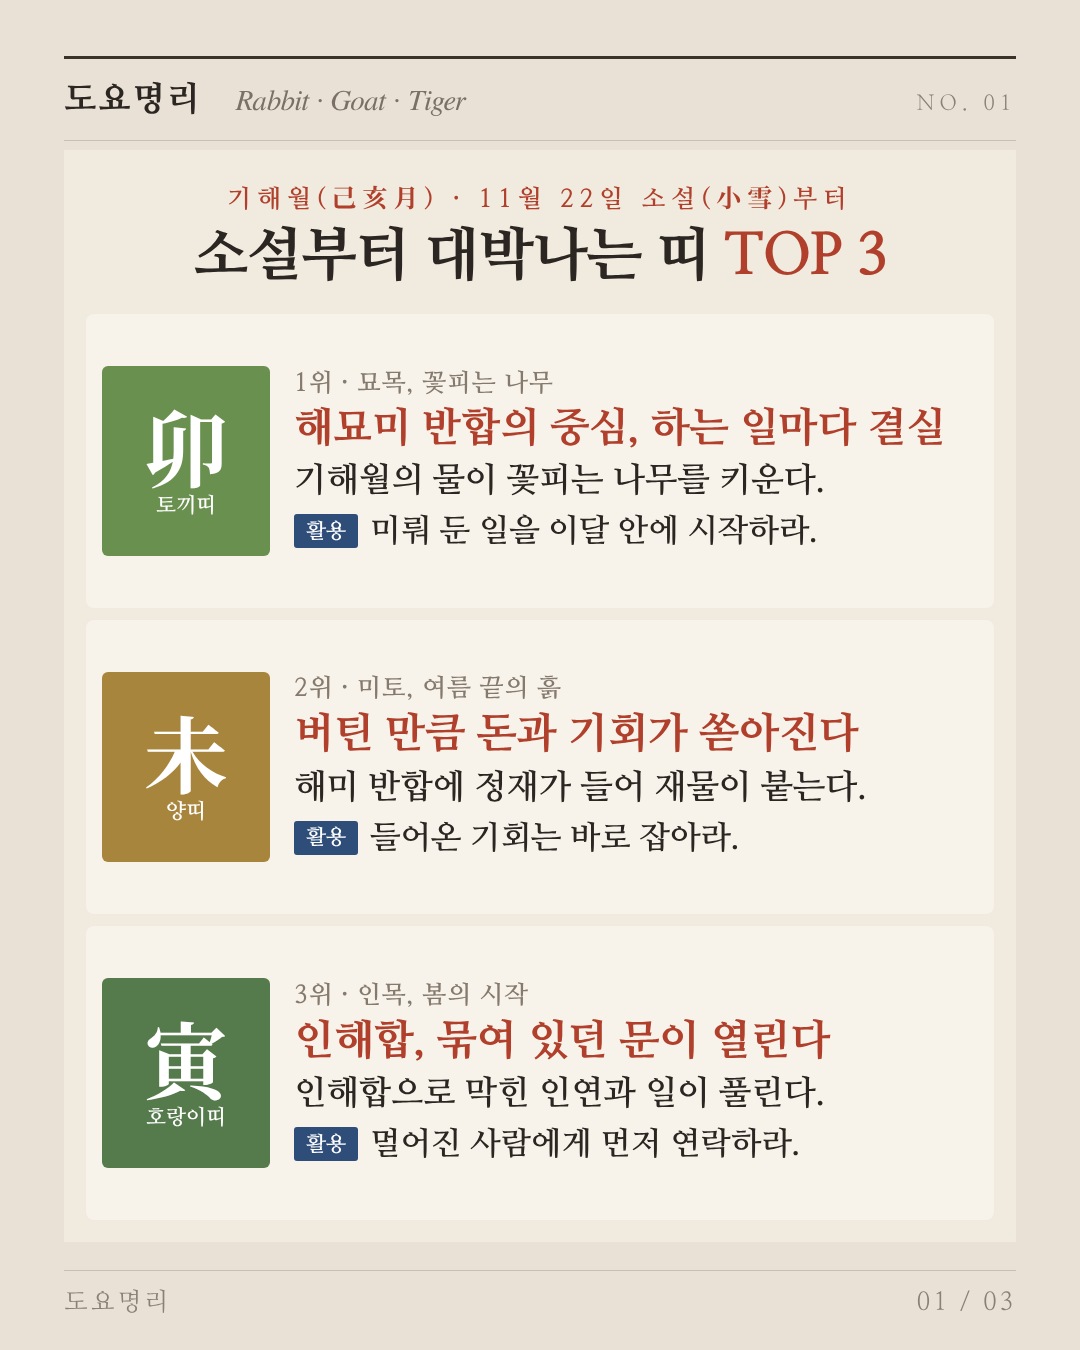 도요명리 Rabbit · Goat · Tiger NO. 01
기해월(己亥月) · 11월 22일 소설(小雪)부터
소설부터 대박나는 띠 TOP 3
卯
토끼띠
1위 · 묘목, 꽃피는 나무
해묘미 반합의 중심, 하는 일마다 결실
기해월의 물이 꽃피는 나무를 키운다.
활용 미뤄 둔 일을 이달 안에 시작하라.
未
양띠
2위 · 미토, 여름 끝의 흙
버틴 만큼 돈과 기회가 쏟아진다
해미 반합에 정재가 들어 재물이 붙는다.
활용 들어온 기회는 바로 잡아라.
寅
호랑이띠
3위 · 인목, 봄의 시작
인해합, 묶여 있던 문이 열린다
인해합으로 막힌 인연과 일이 풀린다.
활용 멀어진 사람에게 먼저 연락하라.
도요명리 01 / 03